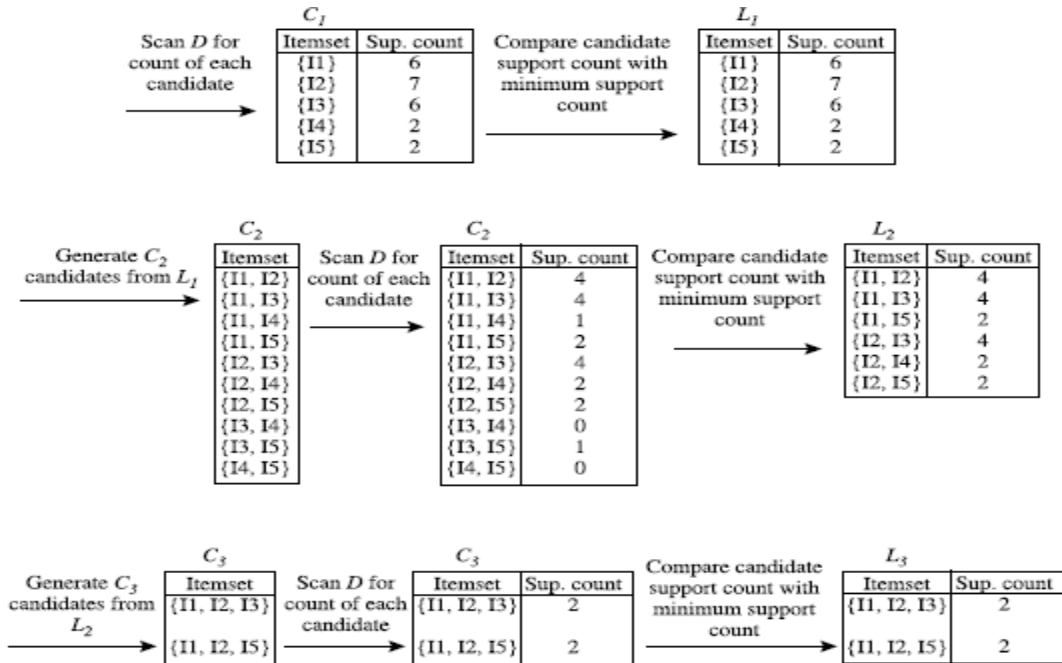 C1
L1
Scan D for
count of each
candidate
Itemset Sup. count
{I1} 6
{I2} 7
{I3} 6
{I4} 2
{I5} 2
Compare candidate
support count with
minimum support
count
Itemset Sup. count
{I1} 6
{I2} 7
{I3} 6
{I4} 2
{I5} 2
Generate C2
candidates from L1
C2
Itemset
{I1, I2}
{I1, I3}
{I1, I4}
{I1, I5}
{I2, I3}
{I2, I4}
{I2, I5}
{I3, I4}
{I3, I5}
{I4, I5}
Scan D for
count of each
candidate
C2
Itemset Sup. count
{I1, I2} 4
{I1, I3} 4
{I1, I4} 1
{I1, I5} 2
{I2, I3} 4
{I2, I4} 2
{I2, I5} 2
{I3, I4} 0
{I3, I5} 1
{I4, I5} 0
Compare candidate
support count with
minimum support
count
L2
Itemset Sup. count
{I1, I2} 4
{I1, I3} 4
{I1, I5} 2
{I2, I3} 4
{I2, I4} 2
{I2, I5} 2
Generate C3
candidates from
L2
C3
Itemset
{I1, I2, I3}
{I1, I2, I5}
Scan D for
count of each
candidate
C3
Itemset Sup. count
{I1, I2, I3} 2
{I1, I2, I5} 2
Compare candidate
support count with
minimum support
count
L3
Itemset Sup. count
{I1, I2, I3} 2
{I1, I2, I5} 2